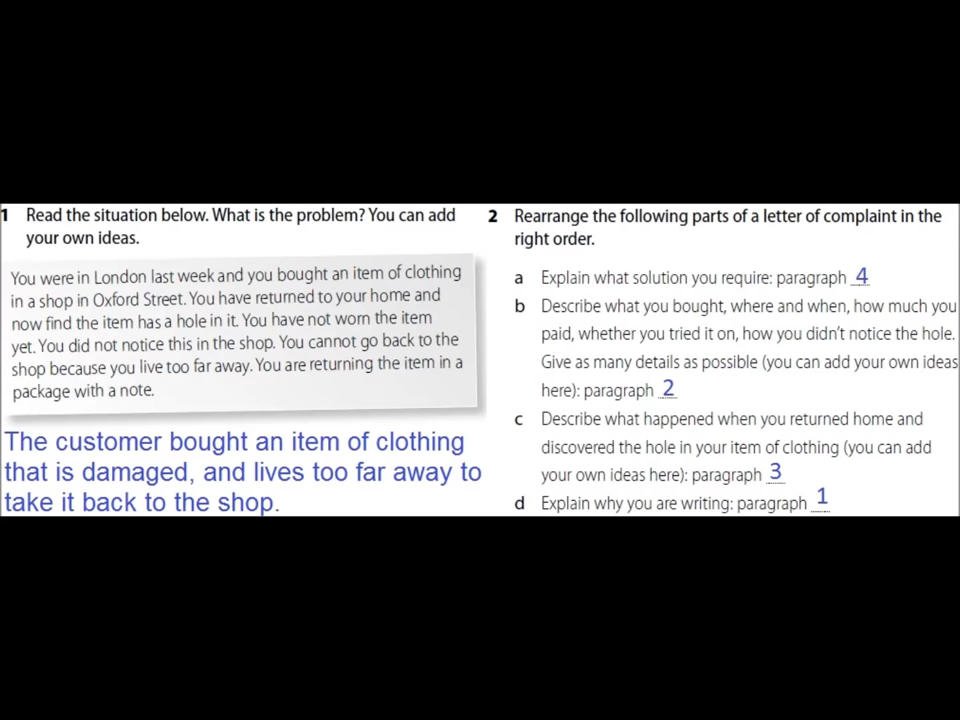 1 Read the situation below. What is the problem? You can add
your own ideas.
You were in London last week and you bought an item of clothing
in a shop in Oxford Street. You have returned to your home and
now find the item has a hole in it. You have not worn the item
yet. You did not notice this in the shop. You cannot go back to the
shop because you live too far away. You are returning the item in a
package with a note.
The customer bought an item of clothing
that is damaged, and lives too far away to
take it back to the shop.
2 Rearrange the following parts of a letter of complaint in the
right order.
a Explain what solution you require: paragraph 4
b Describe what you bought, where and when, how much you
paid, whether you tried it on, how you didn't notice the hole.
Give as many details as possible (you can add your own ideas
here): paragraph 2
c Describe what happened when you returned home and
discovered the hole in your item of clothing (you can add
your own ideas here): paragraph 3
d Explain why you are writing: paragraph 1